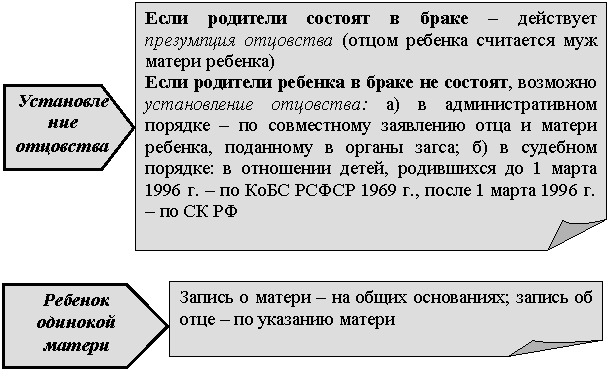 Установле
ние
отцовства
Если родители состоят в браке – действует
презумпция отцовства (отцом ребенка считается муж
матери ребенка)
Если родители ребенка в браке не состоят, возможно
установление отцовства: а) в административном
порядке – по совместному заявлению отца и матери
ребенка, поданному в органы загса; б) в судебном
порядке: в отношении детей, родившихся до 1 марта
1996 г. – по КоБС РСФСР 1969 г., после 1 марта 1996 г.
– по СК РФ
Ребенок
одинокой
матери
Запись о матери – на общих основаниях; запись об
отце – по указанию матери